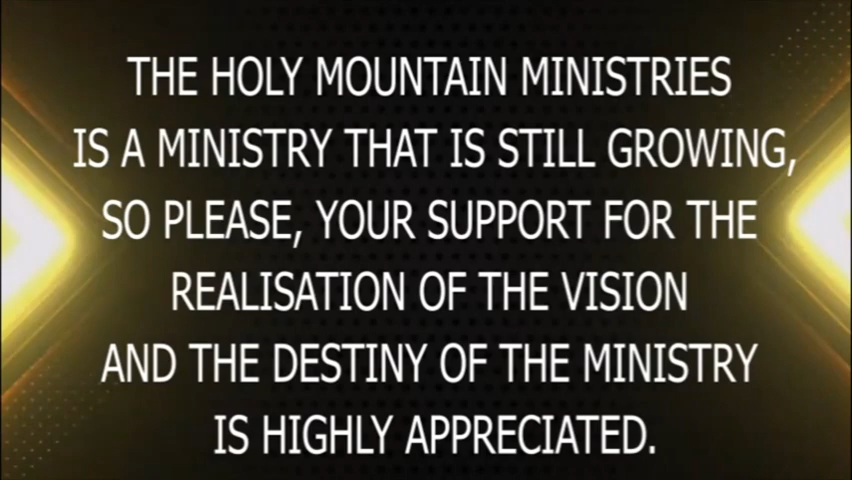 THE HOLY MOUNTAIN MINISTRIES
IS A MINISTRY THAT IS STILL GROWING,
SO PLEASE, YOUR SUPPORT FOR THE
REALISATION OF THE VISION
AND THE DESTINY OF THE MINISTRY
IS HIGHLY APPRECIATED.